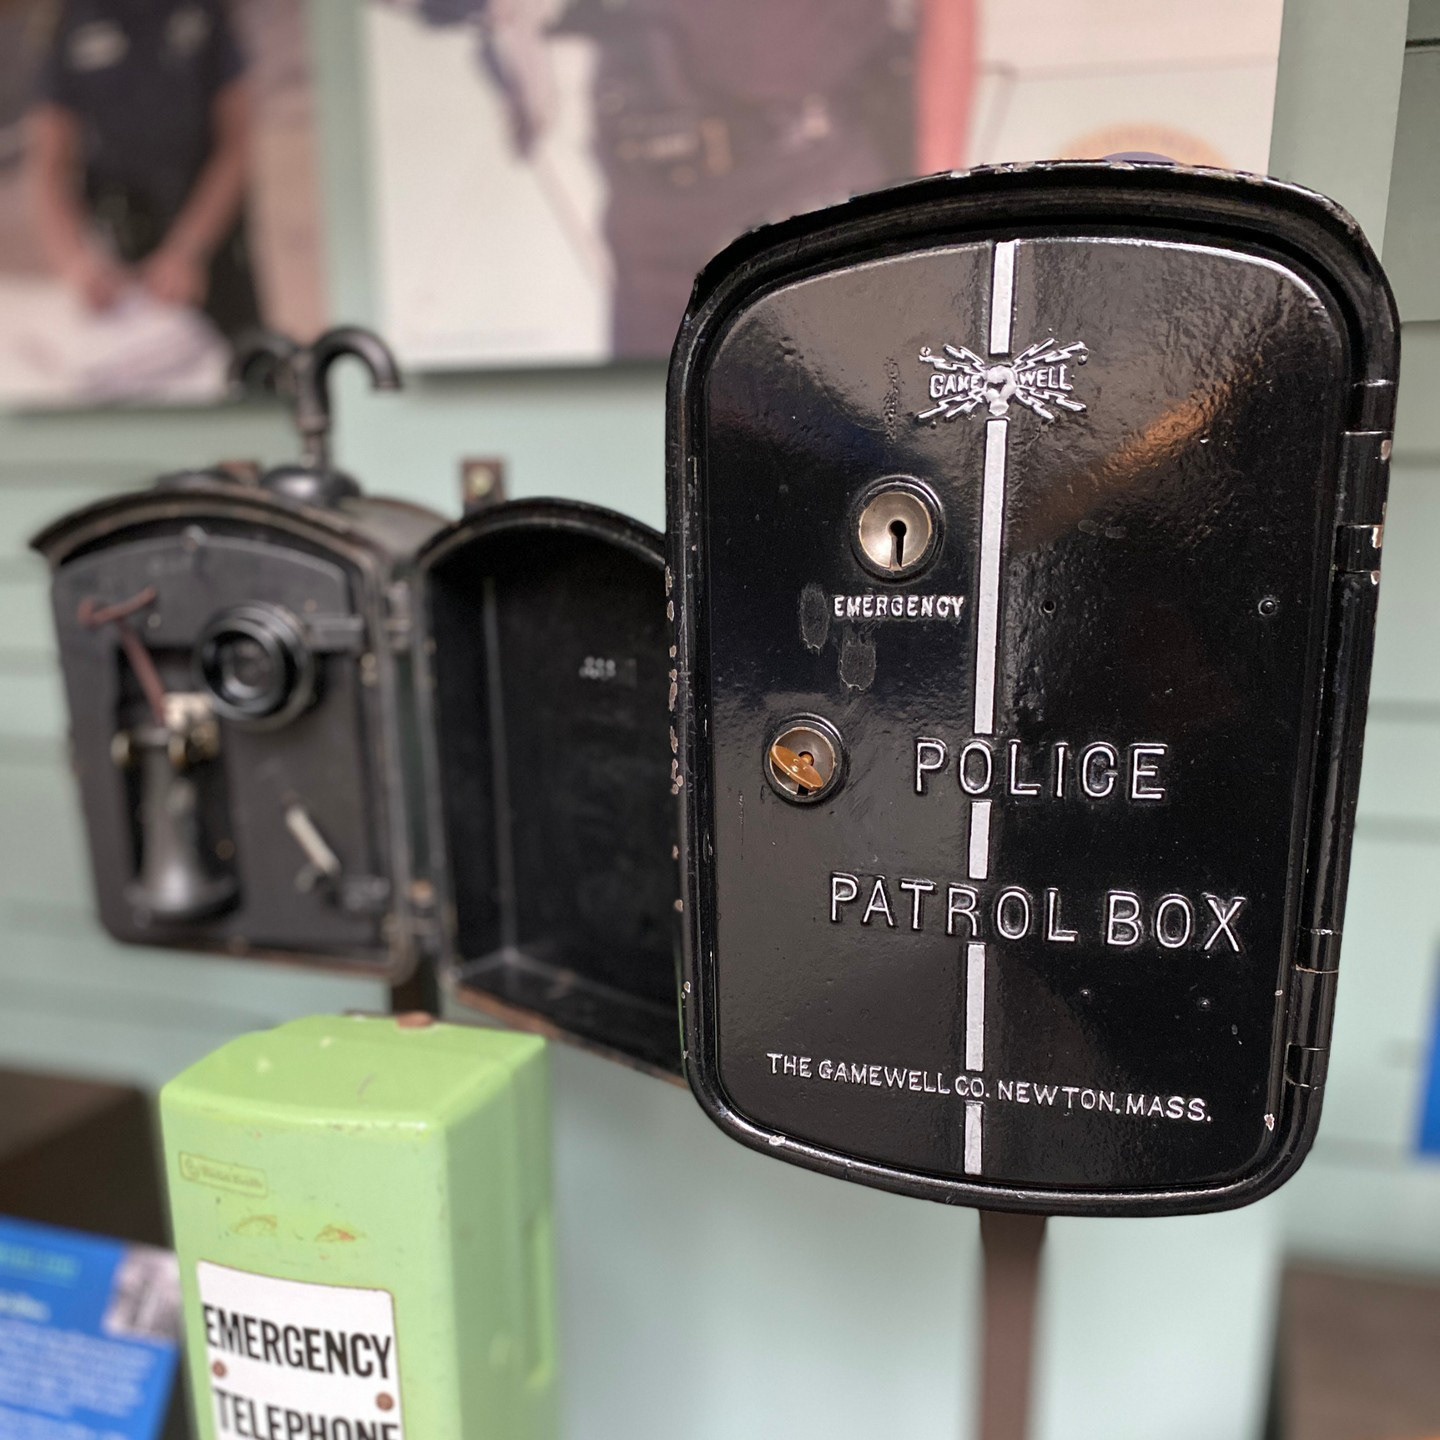 GAMEWELL
EMERGENCY
POLICE
PATROL BOX
THE GAMEWELL CO. NEWTON, MASS.
EMERGENCY
TELEPHONE